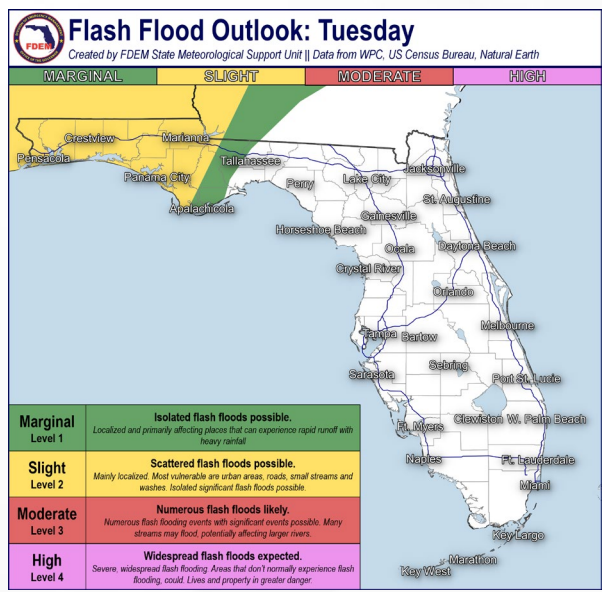 Flash Flood Outlook: Tuesday
FDEM
Created by FDEM State Meteorological Support Unit || Data from WPC, US Census Bureau, Natural Earth
MARGINAL SLIGHT MODERATE HIGH
Crestview
Marianna
Pensacola
Tallahassee
Panama City
Apalachicola
Perry
Lake City
Jacksonville
St. Augustine
Gainesville
Horseshoe Beach
Ocala
Daytona Beach
Crystal River
Orlando
Tampa
Bartow
Melbourne
Sebring
Sarasota
Port St. Lucie
Ft. Myers
Clewiston
W. Palm Beach
Naples
Ft. Lauderdale
Miami
Key Largo
Marathon
Key West
Marginal
Level 1
Isolated flash floods possible.
Localized and primarily affecting places that can experience rapid runoff with
heavy rainfall
Slight
Level 2
Scattered flash floods possible.
Mainly localized. Most vulnerable are urban areas, roads, small streams and
washes. Isolated significant flash floods possible.
Moderate
Level 3
Numerous flash floods likely.
Numerous flash flooding events with significant events possible. Many
streams may flood, potentially affecting larger rivers.
High
Level 4
Widespread flash floods expected.
Severe, widespread flash flooding. Areas that don't normally experience flash
flooding, could. Lives and property in greater danger.